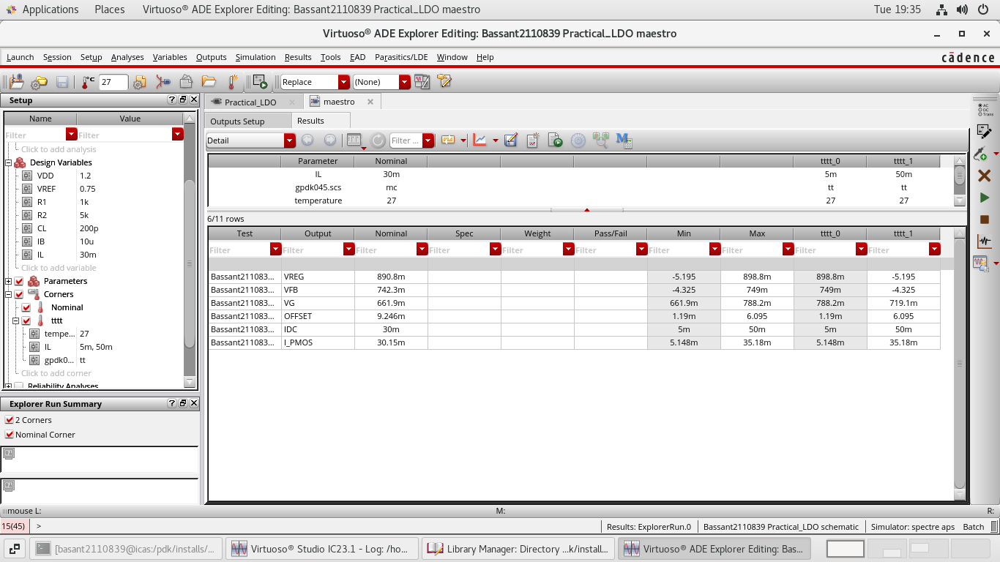 Applications Places Virtuoso® ADE Explorer Editing: Bassant2110839 Practical_LDO maestro Tue 19:35
Virtuoso® ADE Explorer Editing: Bassant2110839 Practical_LDO maestro
Launch Session Setup Analyses Variables Outputs Simulation Results Tools EAD Parasitics/LDE Window Help cādence
°C 27 Replace (None)
Setup ? Practical_LDO maestro
Name Value Outputs Setup Results
Filter Filter Detail Filter ...
Click to add analysis
Design Variables
VDD 1.2
VREF 0.75
R1 1k
R2 5k
CL 200p
IB 10u
IL 30m
Click to add variable
Parameters
Corners
Nominal
tttt
tempe... 27
IL 5m, 50m
gpdk0... tt
Click to add corner
Reliability Analyses
Explorer Run Summary ?
2 Corners
Nominal Corner
Parameter Nominal tttt_0 tttt_1
IL 30m 5m 50m
gpdk045.scs mc tt tt
temperature 27 27 27
6/11 rows
Test Output Nominal Spec Weight Pass/Fail Min Max tttt_0 tttt_1
Filter Filter Filter Filter Filter Filter Filter Filter Filter Filter
Bassant211083... VREG 890.8m -5.195 898.8m 898.8m -5.195
Bassant211083... VFB 742.3m -4.325 749m 749m -4.325
Bassant211083... VG 661.9m 661.9m 788.2m 788.2m 719.1m
Bassant211083... OFFSET 9.246m 1.19m 6.095 1.19m 6.095
Bassant211083... IDC 30m 5m 50m 5m 50m
Bassant211083... I_PMOS 30.15m 5.148m 35.18m 5.148m 35.18m
AC
DC
Trans
mouse L: M: R:
15(45) > Results: ExplorerRun.0 Bassant2110839 Practical_LDO schematic Simulator: spectre aps Batch
[basant2110839@icas:/pdk/installs/... Virtuoso® Studio IC23.1 - Log: /ho... Library Manager: Directory ...k/install... Virtuoso® ADE Explorer Editing: Bas...